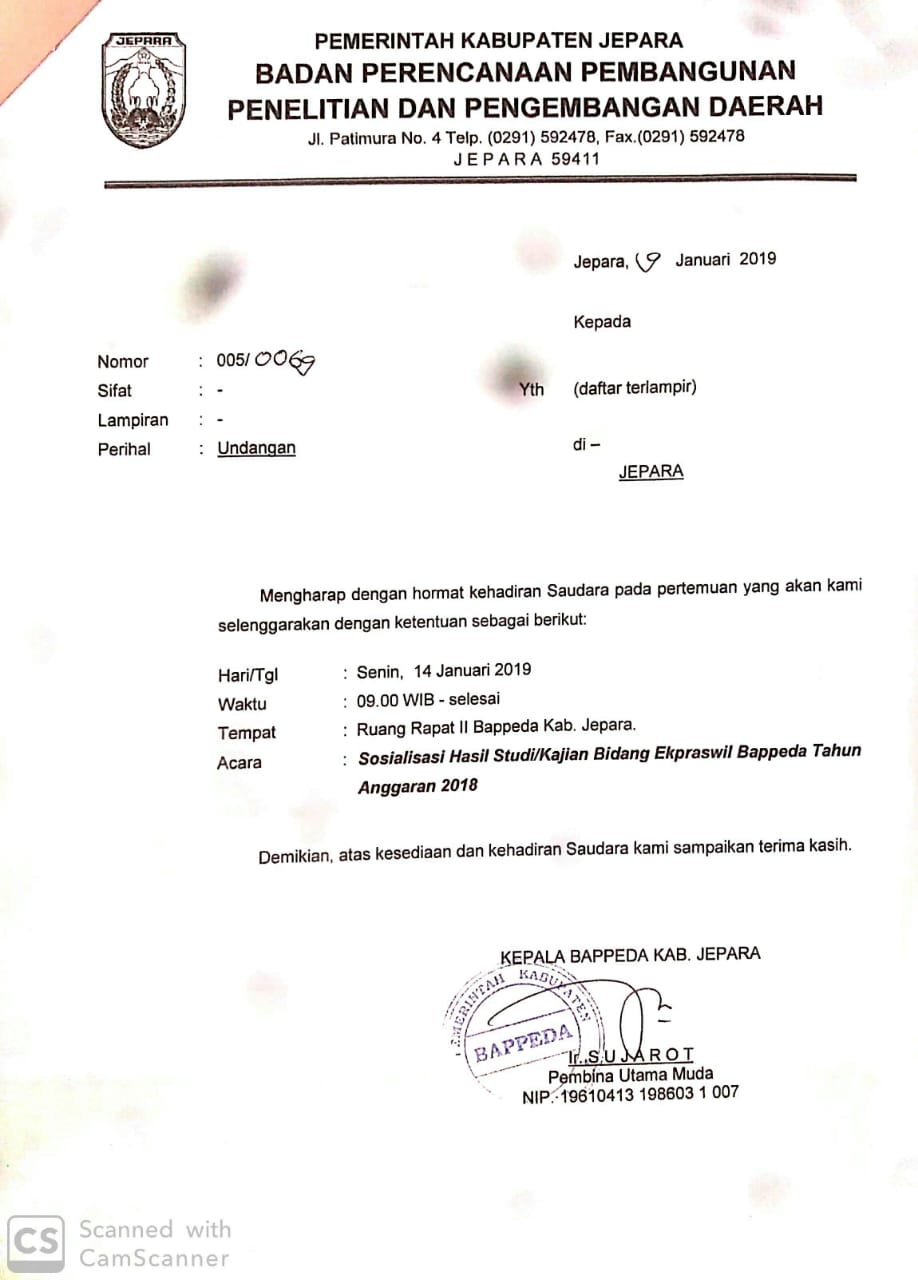 JEPARA
PEMERINTAH KABUPATEN JEPARA
BADAN PERENCANAAN PEMBANGUNAN
PENELITIAN DAN PENGEMBANGAN DAERAH
Jl. Patimura No. 4 Telp. (0291) 592478, Fax.(0291) 592478
JEPARA 59411
Jepara, Januari 2019
Kepada
Nomor : 005/0069
Sifat : -
Yth (daftar terlampir)
Lampiran : -
Perihal : Undangan
di –
JEPARA
Mengharap dengan hormat kehadiran Saudara pada pertemuan yang akan kami
selenggarakan dengan ketentuan sebagai berikut:
Hari/Tgl : Senin, 14 Januari 2019
Waktu : 09.00 WIB - selesai
Tempat : Ruang Rapat II Bappeda Kab. Jepara.
Acara : Sosialisasi Hasil Studi/Kajian Bidang Ekpraswil Bappeda Tahun
Anggaran 2018
Demikian, atas kesediaan dan kehadiran Saudara kami sampaikan terima kasih.
KEPALA BAPPEDA KAB. JEPARA
PEMERINTAH KABUPATEN
BAPPEDA
Ir. SUJAROT
Pembina Utama Muda
NIP. 19610413 198603 1 007
CS Scanned with
CamScanner